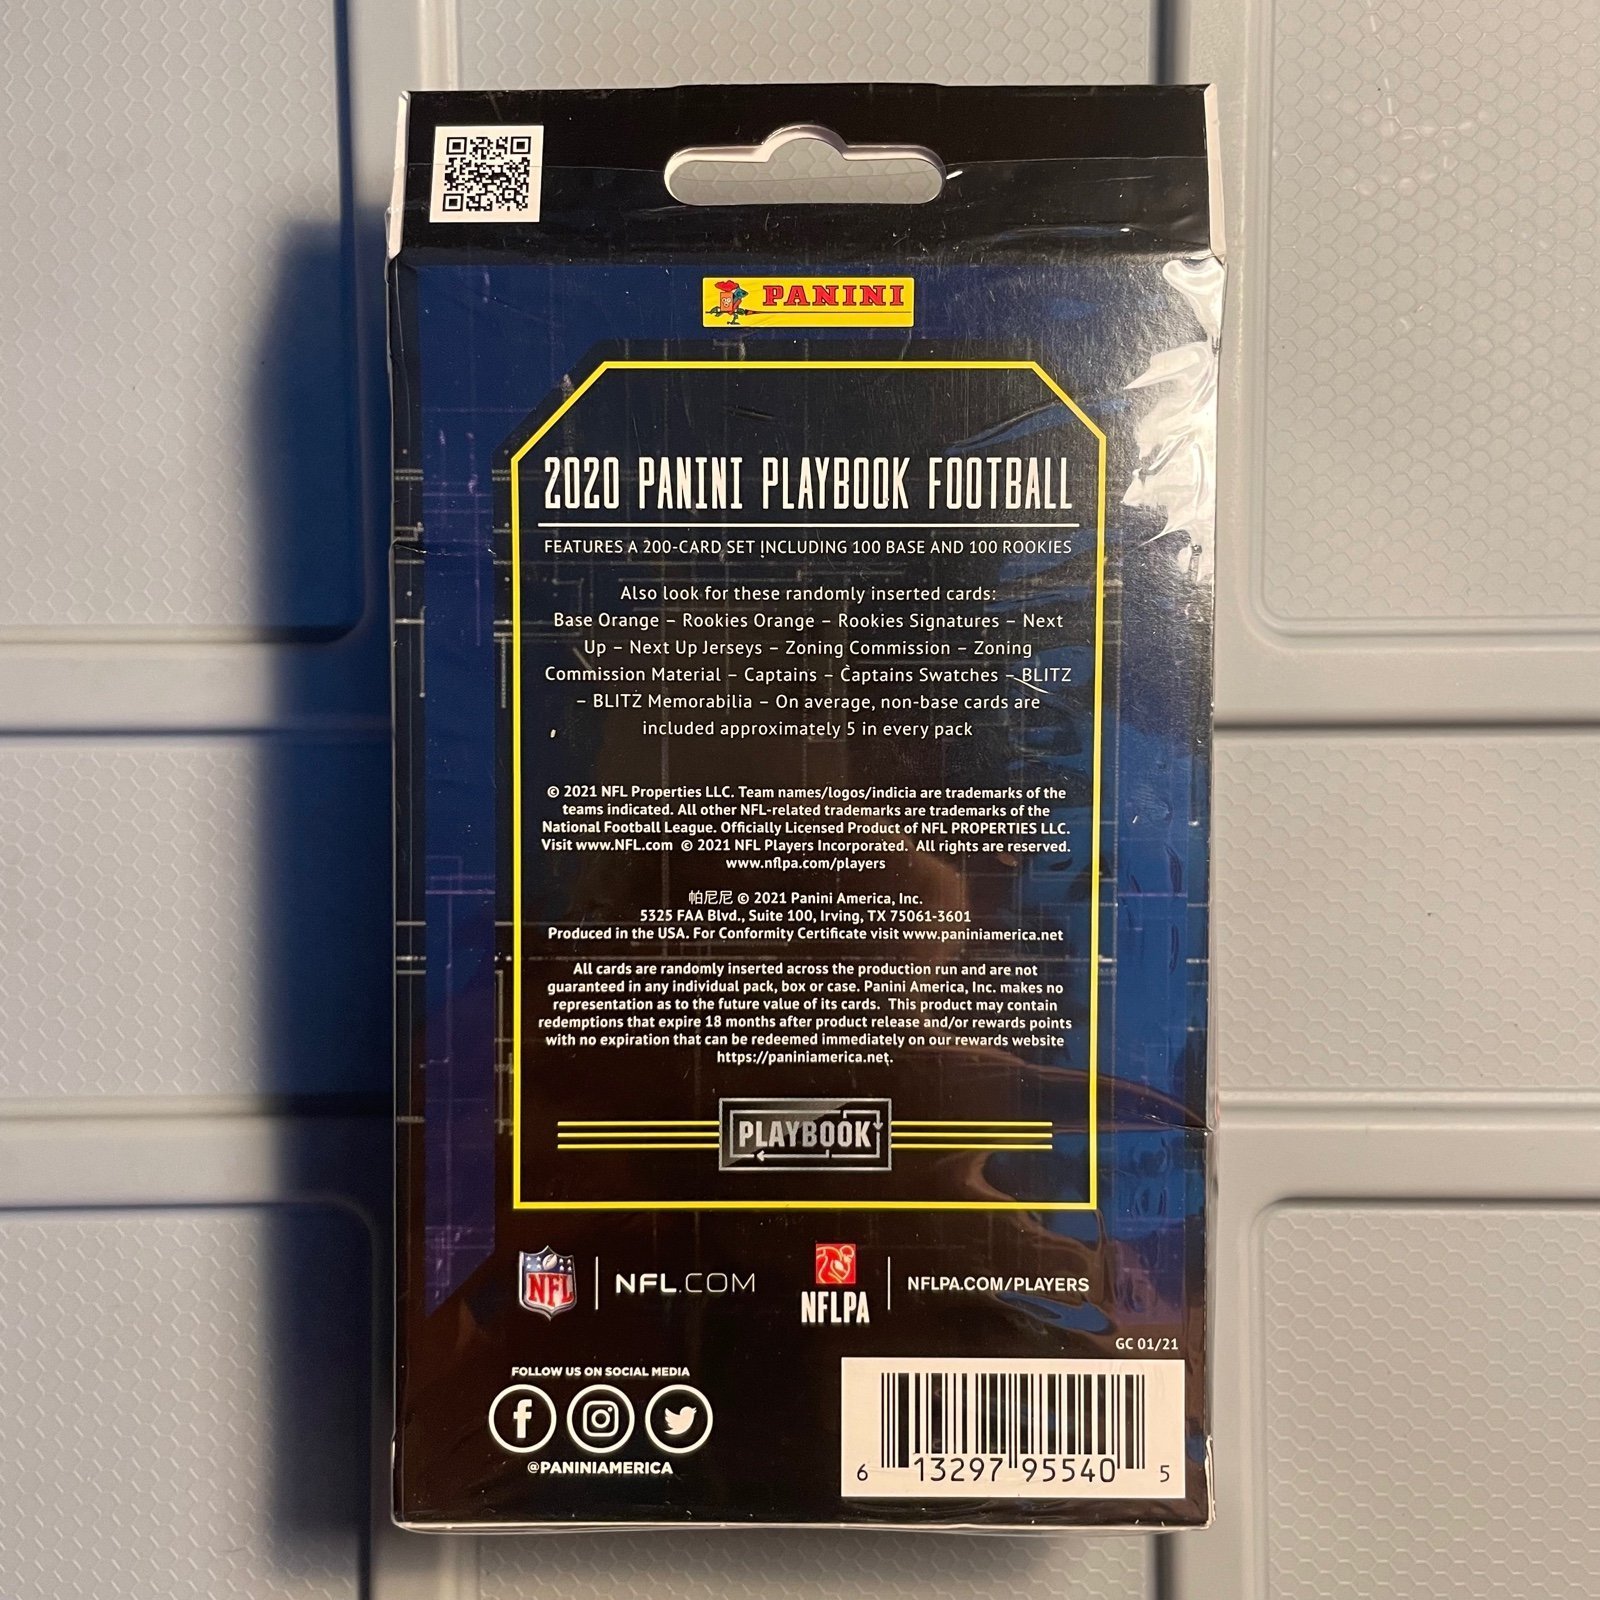 PANINI
2020 PANINI PLAYBOOK FOOTBALL
FEATURES A 200-CARD SET INCLUDING 100 BASE AND 100 ROOKIES
Also look for these randomly inserted cards:
Base Orange – Rookies Orange – Rookies Signatures – Next
Up – Next Up Jerseys – Zoning Commission – Zoning
Commission Material – Captains – Captains Swatches – BLITZ
– BLITZ Memorabilia – On average, non-base cards are
included approximately 5 in every pack
© 2021 NFL Properties LLC. Team names/logos/indicia are trademarks of the
teams indicated. All other NFL-related trademarks are trademarks of the
National Football League. Officially Licensed Product of NFL PROPERTIES LLC.
Visit www.NFL.com © 2021 NFL Players Incorporated. All rights are reserved.
www.nflpa.com/players
帕尼尼 © 2021 Panini America, Inc.
5325 FAA Blvd., Suite 100, Irving, TX 75061-3601
Produced in the USA. For Conformity Certificate visit www.paniniamerica.net
All cards are randomly inserted across the production run and are not
guaranteed in any individual pack, box or case. Panini America, Inc. makes no
representation as to the future value of its cards. This product may contain
redemptions that expire 18 months after product release and/or rewards points
with no expiration that can be redeemed immediately on our rewards website
https://paniniamerica.net.
PLAYBOOK
NFL NFL.COM NFLPA NFLPA.COM/PLAYERS
GC 01/21
FOLLOW US ON SOCIAL MEDIA
@PANINIAMERICA
6 13297 95540 5